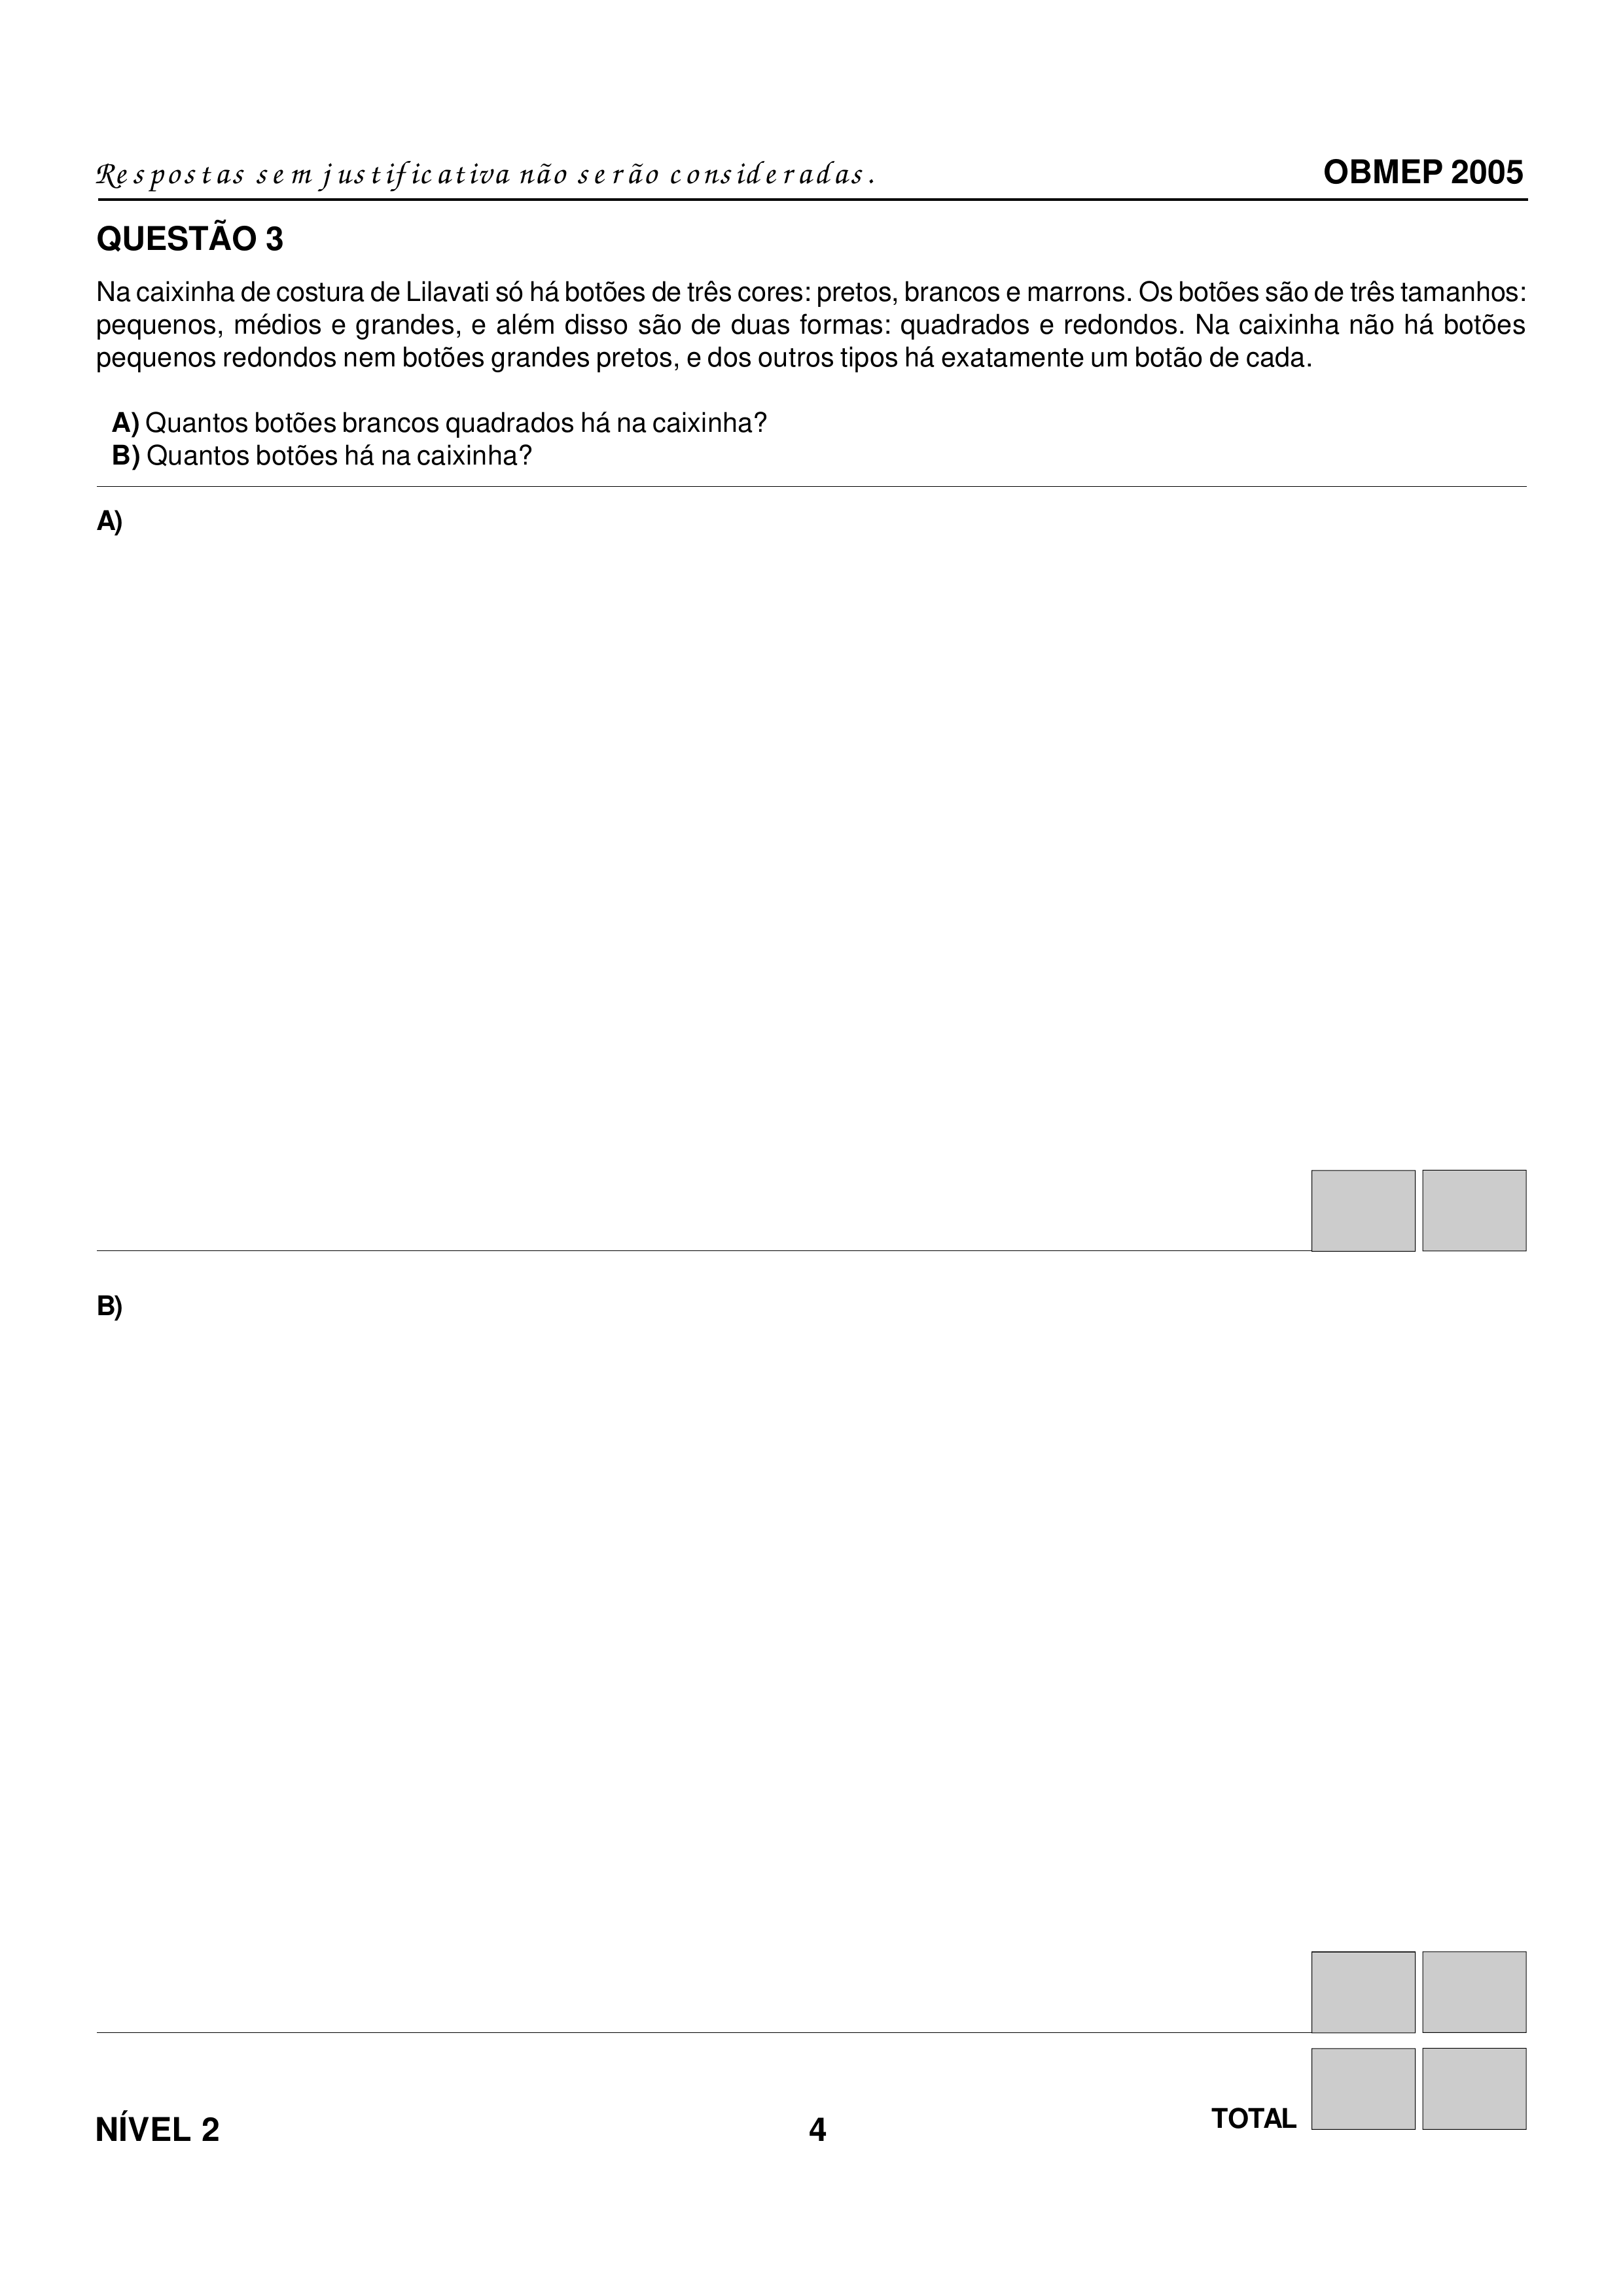 Respostas sem justificativa não serão consideradas. OBMEP 2005
QUESTÃO 3
Na caixinha de costura de Lilavati só há botões de três cores: pretos, brancos e marrons. Os botões são de três tamanhos:
pequenos, médios e grandes, e além disso são de duas formas: quadrados e redondos. Na caixinha não há botões
pequenos redondos nem botões grandes pretos, e dos outros tipos há exatamente um botão de cada.
A) Quantos botões brancos quadrados há na caixinha?
B) Quantos botões há na caixinha?
A)
B)
TOTAL
NÍVEL 2 4